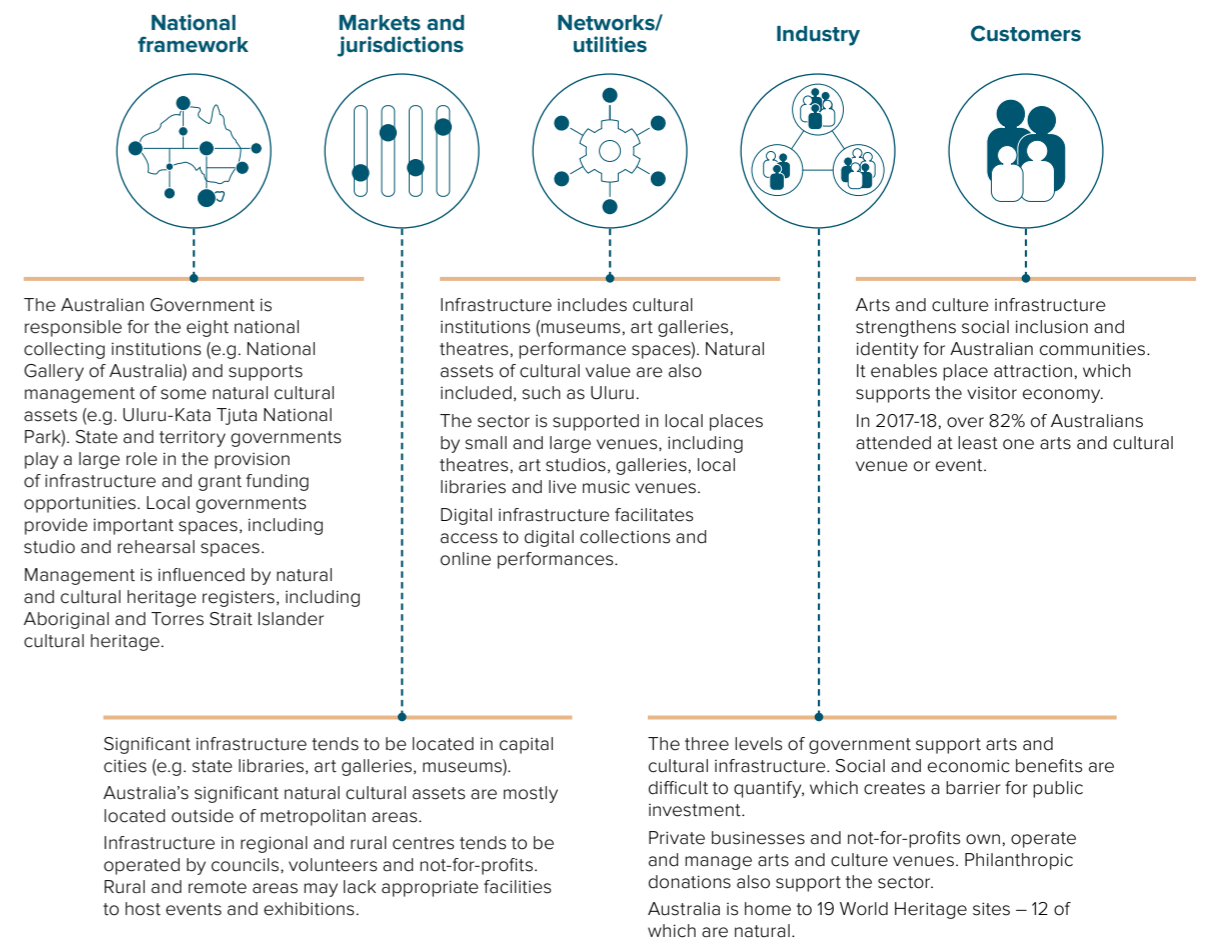 National
framework
Markets and
jurisdictions
Networks/
utilities
Industry
Customers
The Australian Government is
responsible for the eight national
collecting institutions (e.g. National
Gallery of Australia) and supports
management of some natural cultural
assets (e.g. Uluru-Kata Tjuta National
Park). State and territory governments
play a large role in the provision
of infrastructure and grant funding
opportunities. Local governments
provide important spaces, including
studio and rehearsal spaces.
Management is influenced by natural
and cultural heritage registers, including
Aboriginal and Torres Strait Islander
cultural heritage.
Infrastructure includes cultural
institutions (museums, art galleries,
theatres, performance spaces). Natural
assets of cultural value are also
included, such as Uluru.
The sector is supported in local places
by small and large venues, including
theatres, art studios, galleries, local
libraries and live music venues.
Digital infrastructure facilitates
access to digital collections and
online performances.
Arts and culture infrastructure
strengthens social inclusion and
identity for Australian communities.
It enables place attraction, which
supports the visitor economy.
In 2017-18, over 82% of Australians
attended at least one arts and cultural
venue or event.
Significant infrastructure tends to be located in capital
cities (e.g. state libraries, art galleries, museums).
Australia’s significant natural cultural assets are mostly
located outside of metropolitan areas.
Infrastructure in regional and rural centres tends to be
operated by councils, volunteers and not-for-profits.
Rural and remote areas may lack appropriate facilities
to host events and exhibitions.
The three levels of government support arts and
cultural infrastructure. Social and economic benefits are
difficult to quantify, which creates a barrier for public
investment.
Private businesses and not-for-profits own, operate
and manage arts and culture venues. Philanthropic
donations also support the sector.
Australia is home to 19 World Heritage sites – 12 of
which are natural.